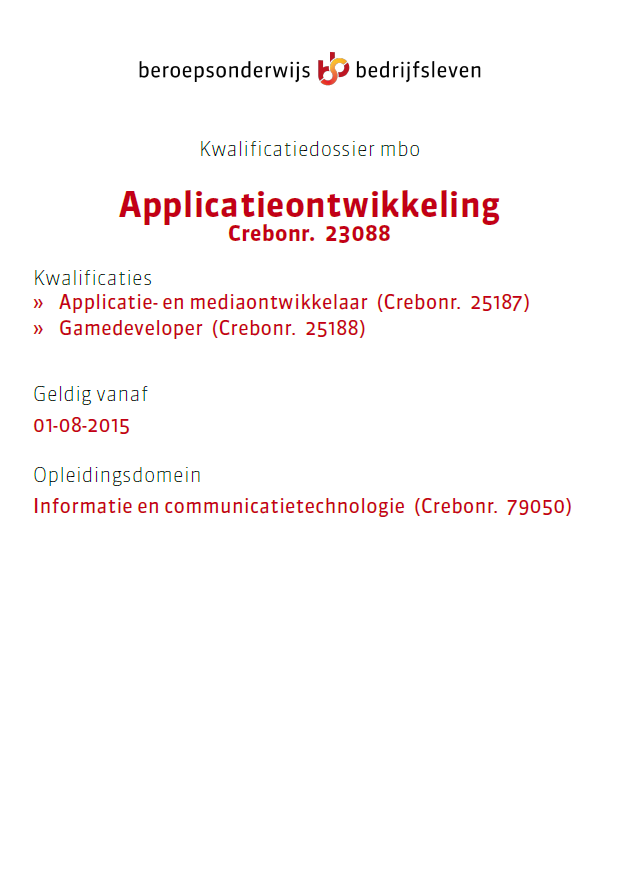 beroepsonderwijs bedrijfsleven
Kwalificatiedossier mbo
Applicatieontwikkeling
Crebonr. 23088
Kwalificaties
» Applicatie- en mediaontwikkelaar (Crebonr. 25187)
» Gamedeveloper (Crebonr. 25188)
Geldig vanaf
01-08-2015
Opleidingsdomein
Informatie en communicatietechnologie (Crebonr. 79050)